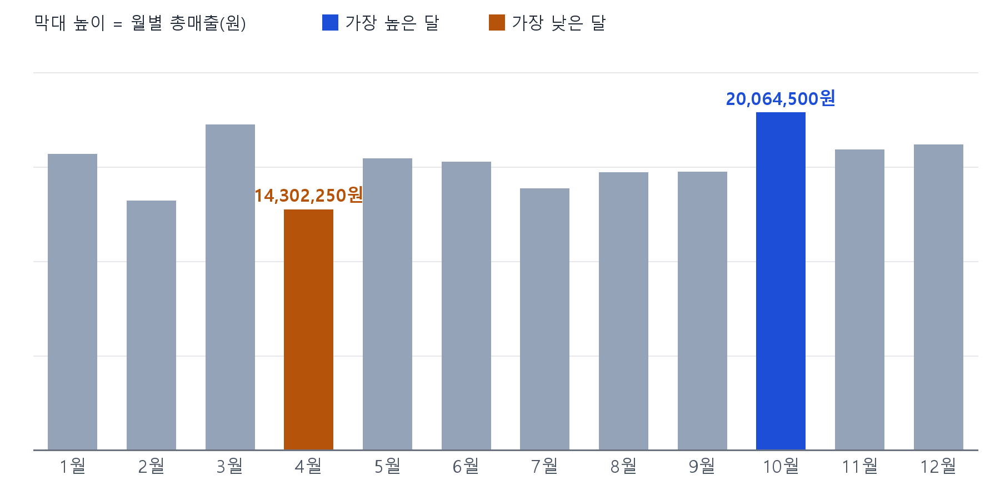 막대 높이 = 월별 총매출(원) 가장 높은 달 가장 낮은 달
20,064,500원
14,302,250원
1월 2월 3월 4월 5월 6월 7월 8월 9월 10월 11월 12월